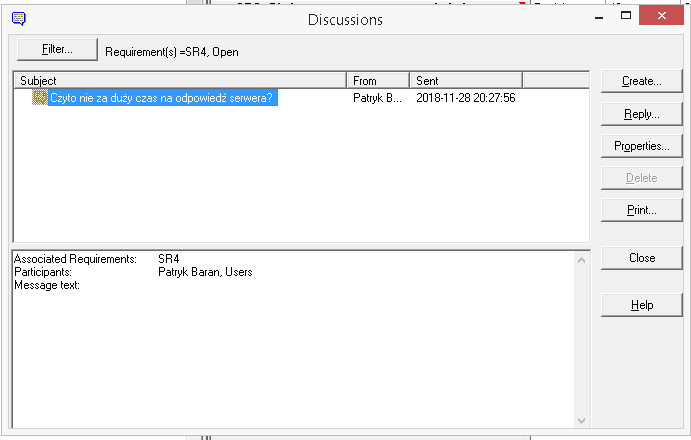 Discussions
Filter... Requirement(s) =SR4, Open
Subject From Sent
Czyto nie za duży czas na odpowiedź serwera? Patryk B... 2018-11-28 20:27:56
Create...
Reply...
Properties...
Delete
Print...
Close
Help
Associated Requirements: SR4
Participants: Patryk Baran, Users
Message text: